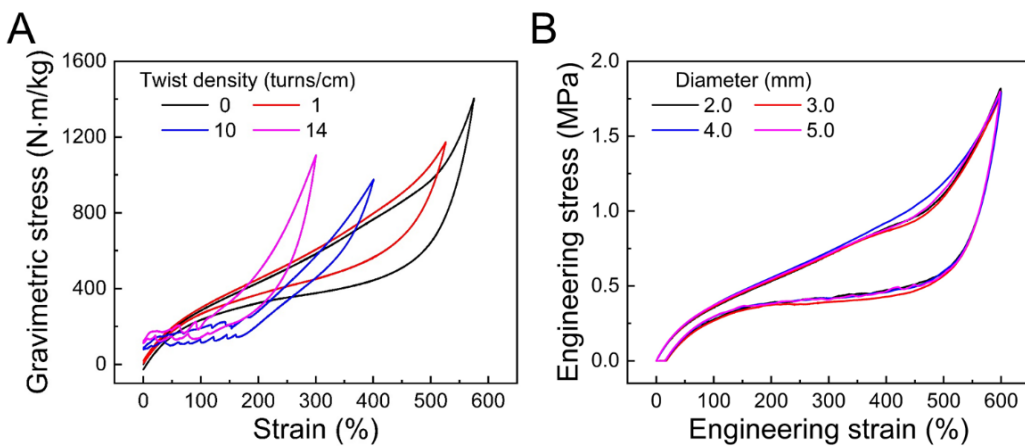 A
Gravimetric stress (N·m/kg)
1600
1200
800
400
0
Twist density (turns/cm)
0 1
10 14
0 100 200 300 400 500 600
Strain (%)
B
Engineering stress (MPa)
2.0
1.5
1.0
0.5
0.0
Diameter (mm)
2.0 3.0
4.0 5.0
0 100 200 300 400 500 600
Engineering strain (%)